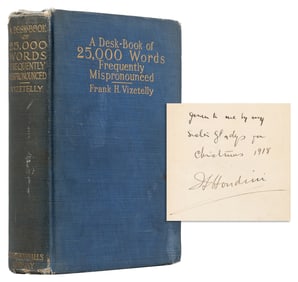 A DESK-BOOK
OF
25,000
WORDS
FREQUENTLY
MISPRONOUNCED
VIZETELLY
A Desk-Book of
25,000 Words
Frequently
Mispronounced
Frank H. Vizetelly
given to me by my
sister Gladys for
Christmas 1918
Houdini